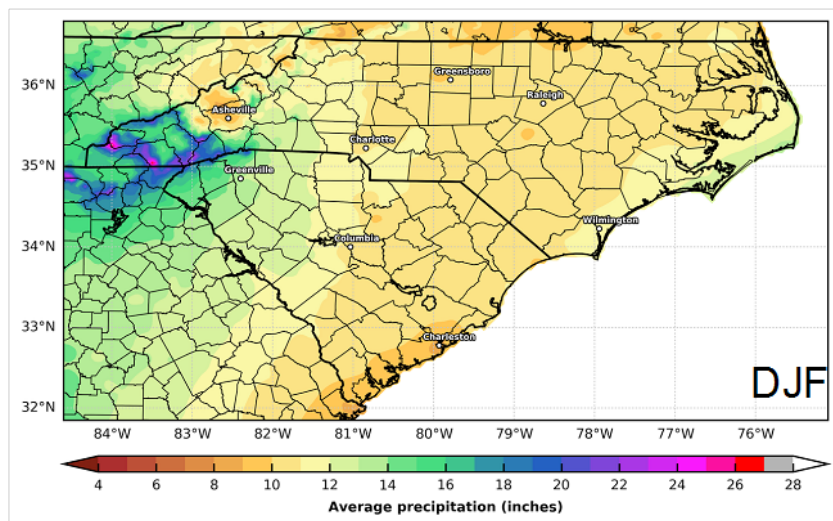 36°N
Greensboro
Raleigh
Asheville
35°N
Charlotte
Greenville
Wilmington
34°N
Columbia
33°N
Charleston
DJF
32°N
84°W 83°W 82°W 81°W 80°W 79°W 78°W 77°W 76°W
4 6 8 10 12 14 16 18 20 22 24 26 28
Average precipitation (inches)